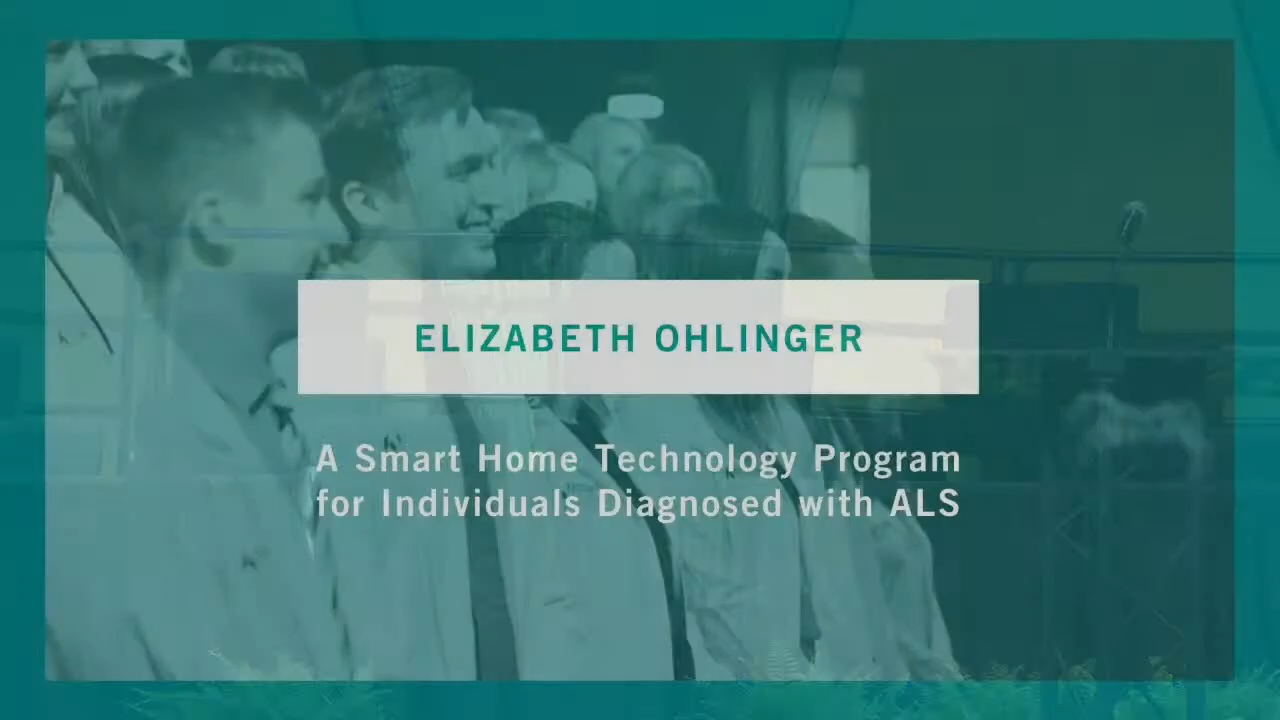 ELIZABETH OHLINGER
A Smart Home Technology Program
for Individuals Diagnosed with ALS